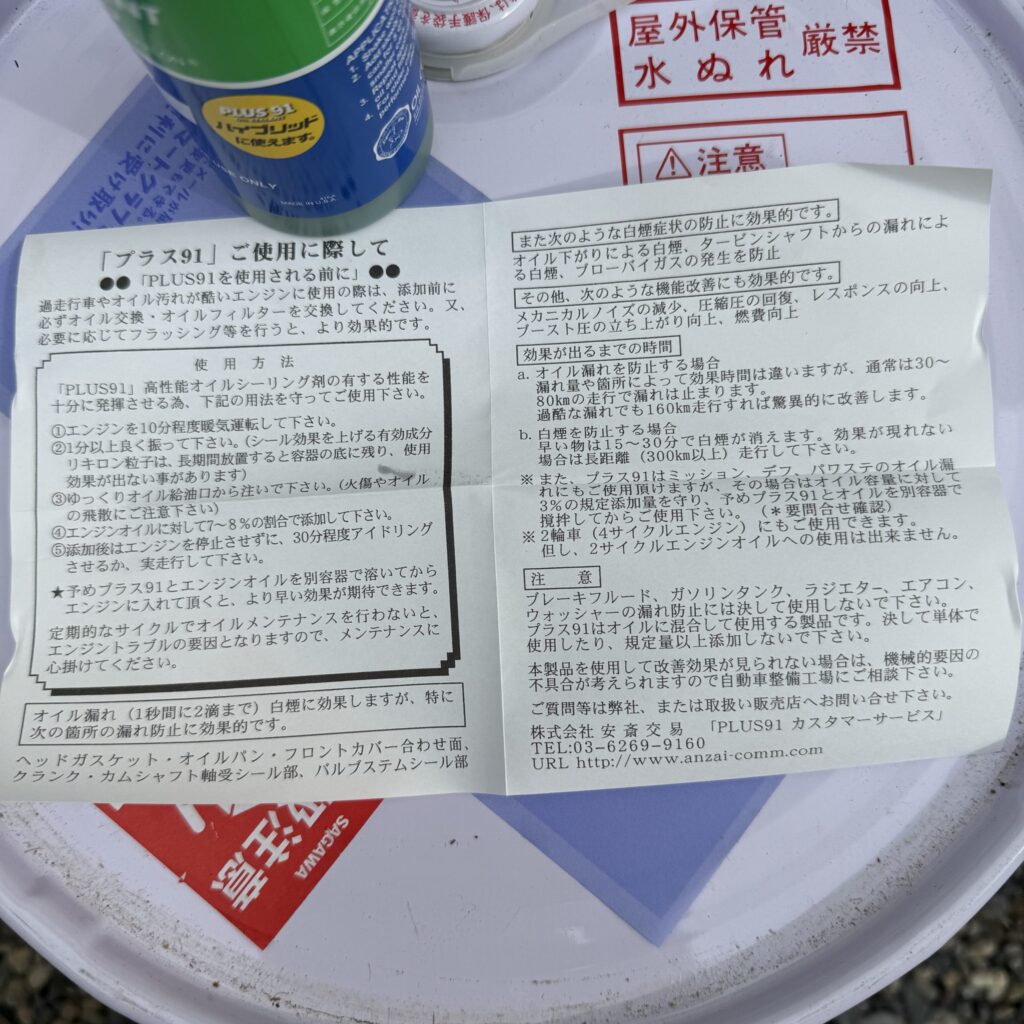 PLUS 91
ハイブリッド
に使えます。
USE ONLY
MADE IN U.S.A.
屋外保管
水ぬれ
厳禁
注意
「プラス91」ご使用に際して
●●「PLUS91を使用される前に」●●
過走行車やオイル汚れが酷いエンジンに使用の際は、添加前に
必ずオイル交換・オイルフィルターを交換してください。又、
必要に応じてフラッシング等を行うと、より効果的です。
使用方法
「PLUS91」高性能オイルシーリング剤の有する性能を
十分に発揮させる為、下記の用法を守ってご使用下さい。
①エンジンを10分程度暖気運転して下さい。
②1分以上良く振って下さい。(シール効果を上げる有効成分
リキロン粒子は、長期間放置すると容器の底に残り、使用
効果が出ない事があります)
③ゆっくりオイル給油口から注いで下さい。(火傷やオイル
の飛散にご注意下さい)
④エンジンオイルに対して7～8%の割合で添加して下さい。
⑤添加後はエンジンを停止させずに、30分程度アイドリング
させるか、実走行して下さい。
★予めプラス91とエンジンオイルを別容器で溶いてから
エンジンに入れて頂くと、より早い効果が期待できます。
定期的なサイクルでオイルメンテナンスを行わないと、
エンジントラブルの要因となりますので、メンテナンスに
心掛けてください。
オイル漏れ(1秒間に2滴まで)白煙に効果しますが、特に
次の箇所の漏れ防止に効果的です。
ヘッドガスケット・オイルパン・フロントカバー合わせ面、
クランク・カムシャフト軸受シール部、バルブステムシール部
また次のような白煙症状の防止に効果的です。
オイル下がりによる白煙、タービンシャフトからの漏れによ
る白煙、ブローバイガスの発生を防止
その他、次のような機能改善にも効果的です。
メカニカルノイズの減少、圧縮圧の回復、レスポンスの向上、
ブースト圧の立ち上がり向上、燃費向上
効果が出るまでの時間
a. オイル漏れを防止する場合
漏れ量や箇所によって効果時間は違いますが、通常は30～
80kmの走行で漏れは止まります。
過酷な漏れでも160km走行すれば驚異的に改善します。
b. 白煙を防止する場合
早い物は15～30分で白煙が消えます。効果が現れない
場合は長距離(300km以上)走行して下さい。
※また、プラス91はミッション、デフ、パワステのオイル漏
れにもご使用頂けますが、その場合はオイル容量に対して
3%の規定添加量を守り、予めプラス91とオイルを別容器で
撹拌してからご使用下さい。(＊要問合せ確認)
※2輪車(4サイクルエンジン)にもご使用できます。
但し、2サイクルエンジンオイルへの使用は出来ません。
注 意
ブレーキフルード、ガソリンタンク、ラジエター、エアコン、
ウォッシャーの漏れ防止には決して使用しないで下さい。
プラス91はオイルに混合して使用する製品です。決して単体で
使用したり、規定量以上添加しないで下さい。
本製品を使用して改善効果が見られない場合は、機械的要因の
不具合が考えられますので自動車整備工場にご相談下さい。
ご質問等は弊社、または取扱い販売店へお問い合せ下さい。
株式会社 安斎交易 「PLUS91 カスタマーサービス」
TEL:03-6269-9160
URL http://www.anzai-comm.com
注意
SAGAWA